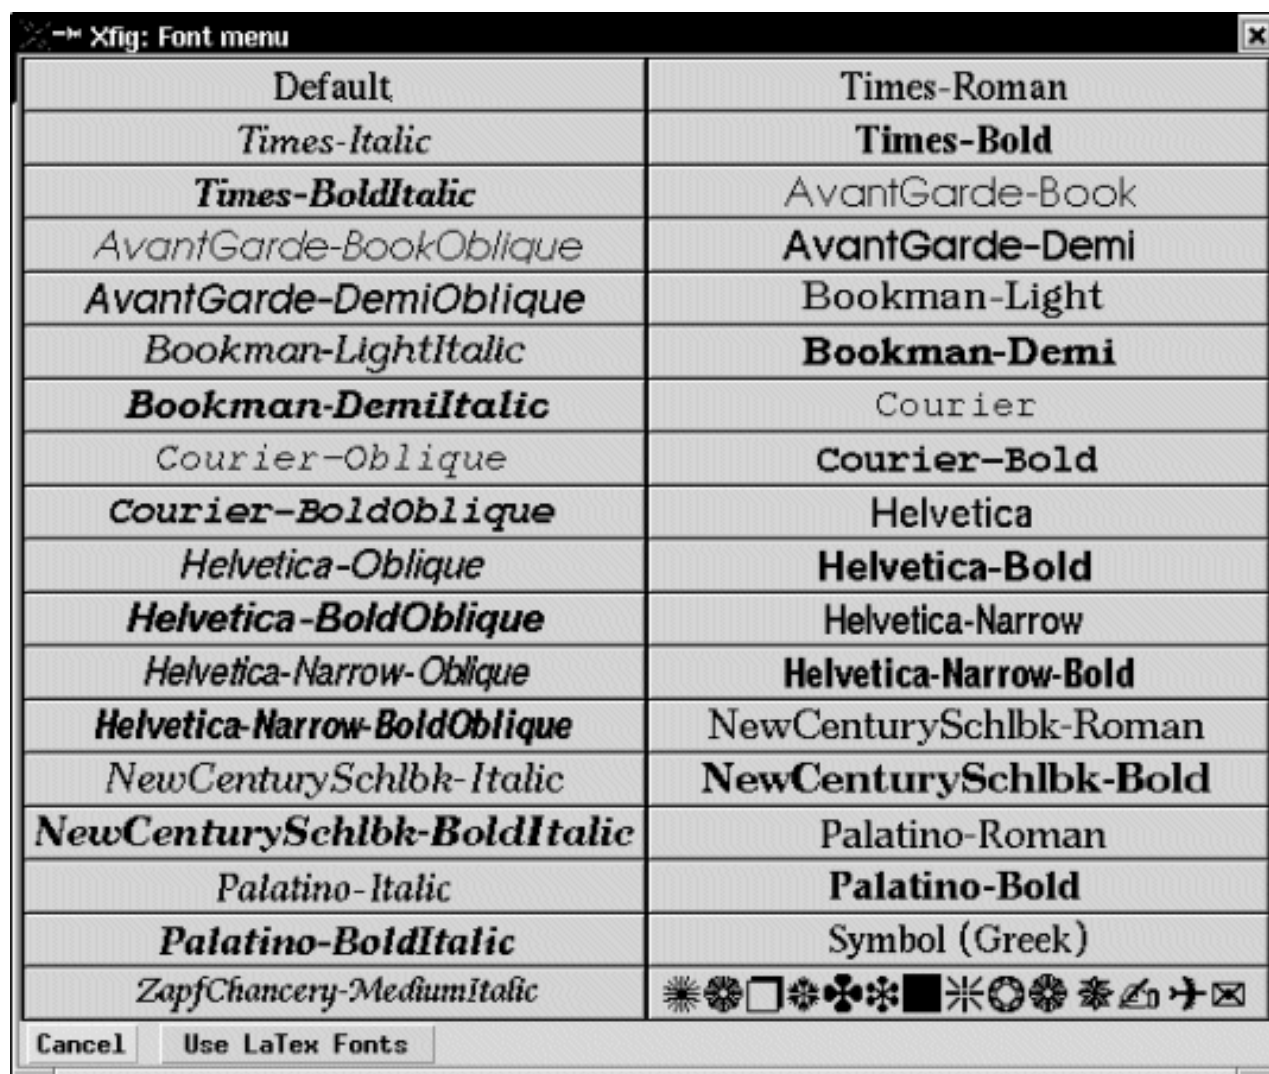 Xfig: Font menu
Default Times-Roman
Times-Italic Times-Bold
Times-BoldItalic AvantGarde-Book
AvantGarde-BookOblique AvantGarde-Demi
AvantGarde-DemiOblique Bookman-Light
Bookman-LightItalic Bookman-Demi
Bookman-DemiItalic Courier
Courier-Oblique Courier-Bold
Courier-BoldOblique Helvetica
Helvetica-Oblique Helvetica-Bold
Helvetica-BoldOblique Helvetica-Narrow
Helvetica-Narrow-Oblique Helvetica-Narrow-Bold
Helvetica-Narrow-BoldOblique NewCenturySchlbk-Roman
NewCenturySchlbk-Italic NewCenturySchlbk-Bold
NewCenturySchlbk-BoldItalic Palatino-Roman
Palatino-Italic Palatino-Bold
Palatino-BoldItalic Symbol (Greek)
ZapfChancery-MediumItalic
Cancel Use LaTex Fonts